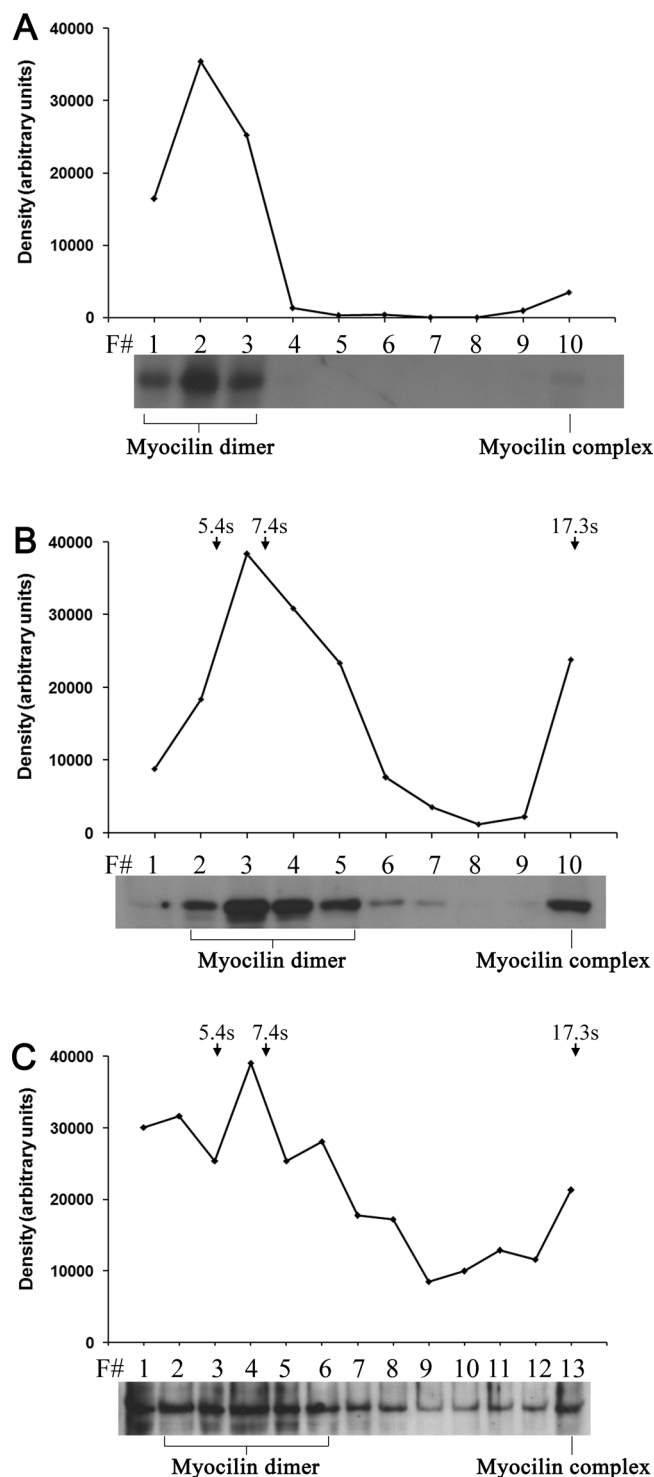 A
Density (arbitrary units)
40000
30000
20000
10000
0
F# 1 2 3 4 5 6 7 8 9 10
Myocilin dimer Myocilin complex
B
5.4s 7.4s 17.3s
Density (arbitrary units)
40000
30000
20000
10000
0
F# 1 2 3 4 5 6 7 8 9 10
Myocilin dimer Myocilin complex
C
5.4s 7.4s 17.3s
Density (arbitrary units)
40000
30000
20000
10000
0
F# 1 2 3 4 5 6 7 8 9 10 11 12 13
Myocilin dimer Myocilin complex